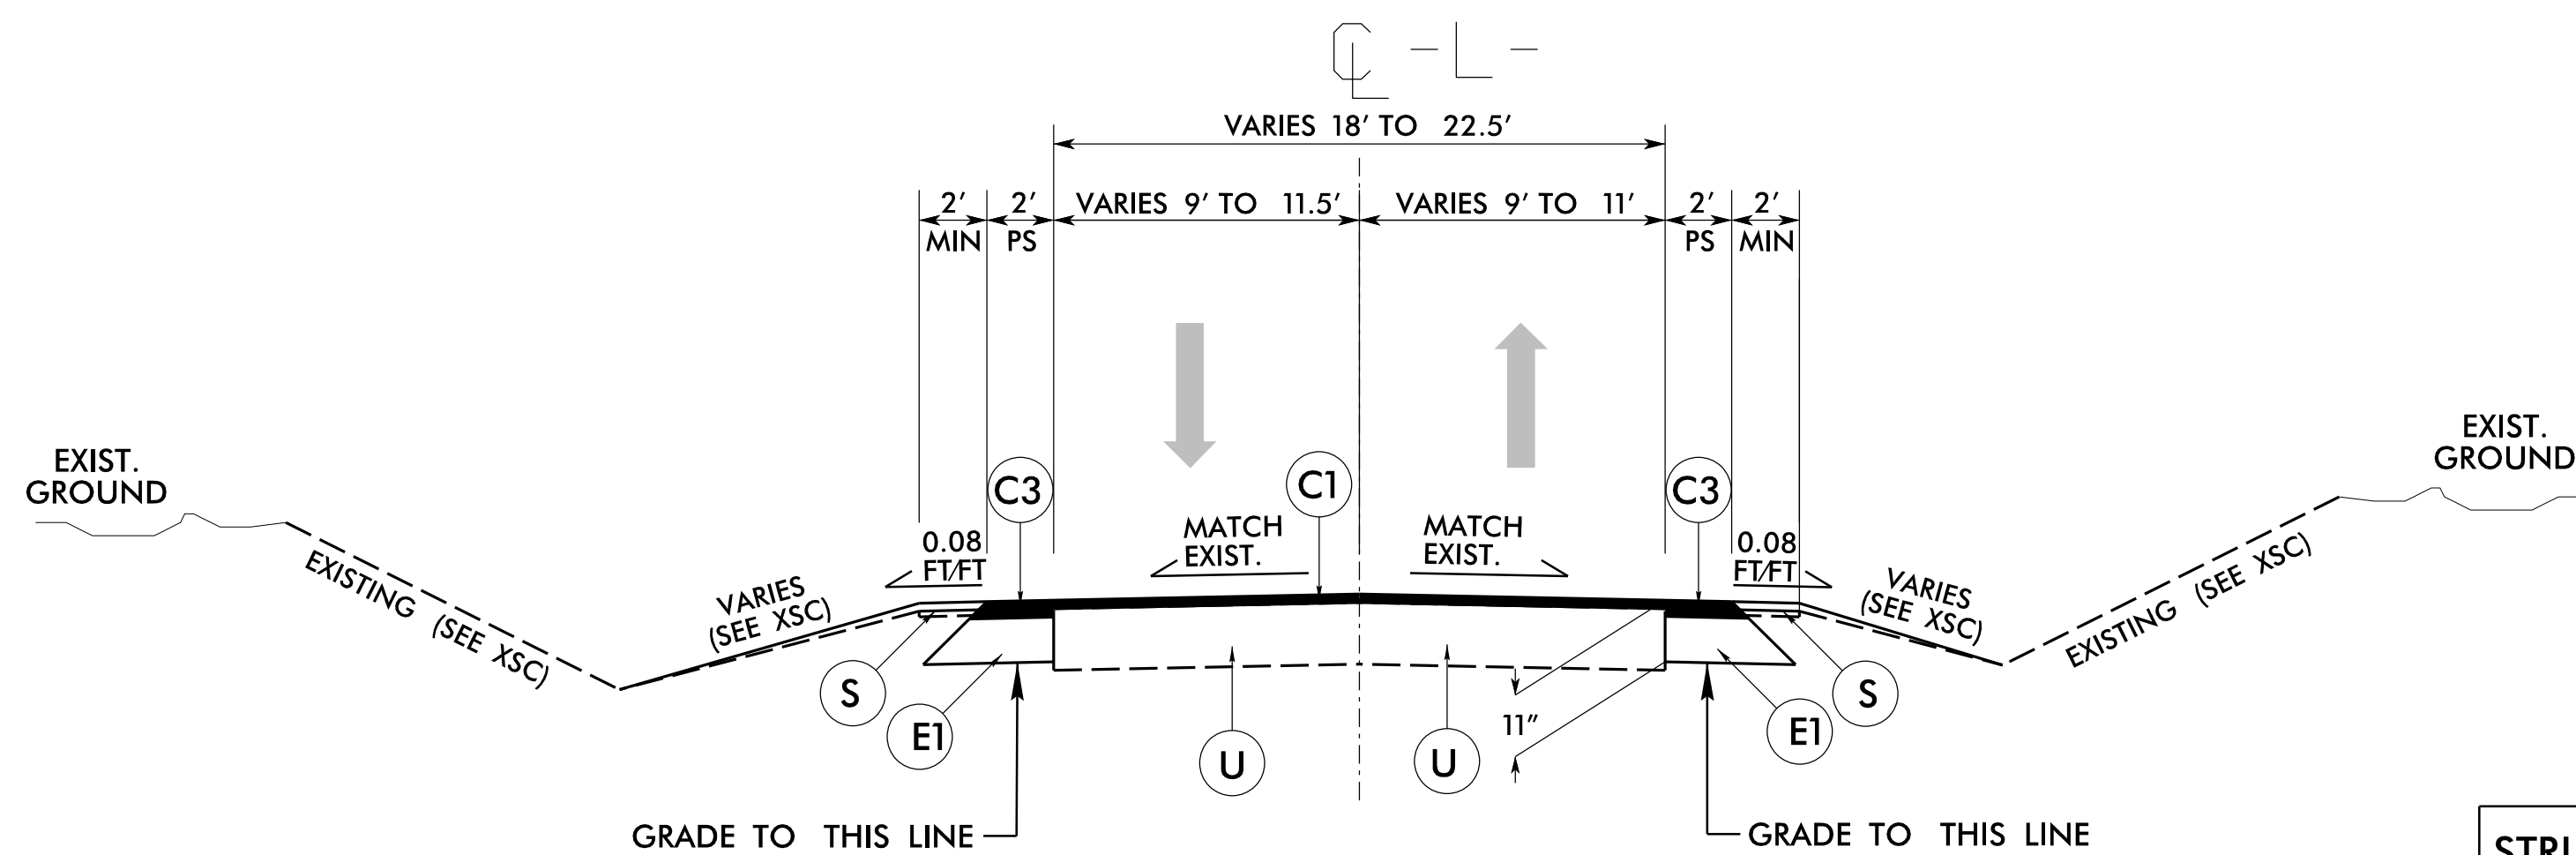 ℄ -L-
VARIES 18' TO 22.5'
2' 2' VARIES 9' TO 11.5' VARIES 9' TO 11' 2' 2'
MIN PS PS MIN
EXIST.
GROUND
EXIST.
GROUND
C3 C1 C3
MATCH
EXIST.
MATCH
EXIST.
0.08
FT/FT
0.08
FT/FT
EXISTING (SEE XSC)
VARIES
(SEE XSC)
VARIES
(SEE XSC)
EXISTING (SEE XSC)
S E1 U U 11" E1 S
GRADE TO THIS LINE
GRADE TO THIS LINE